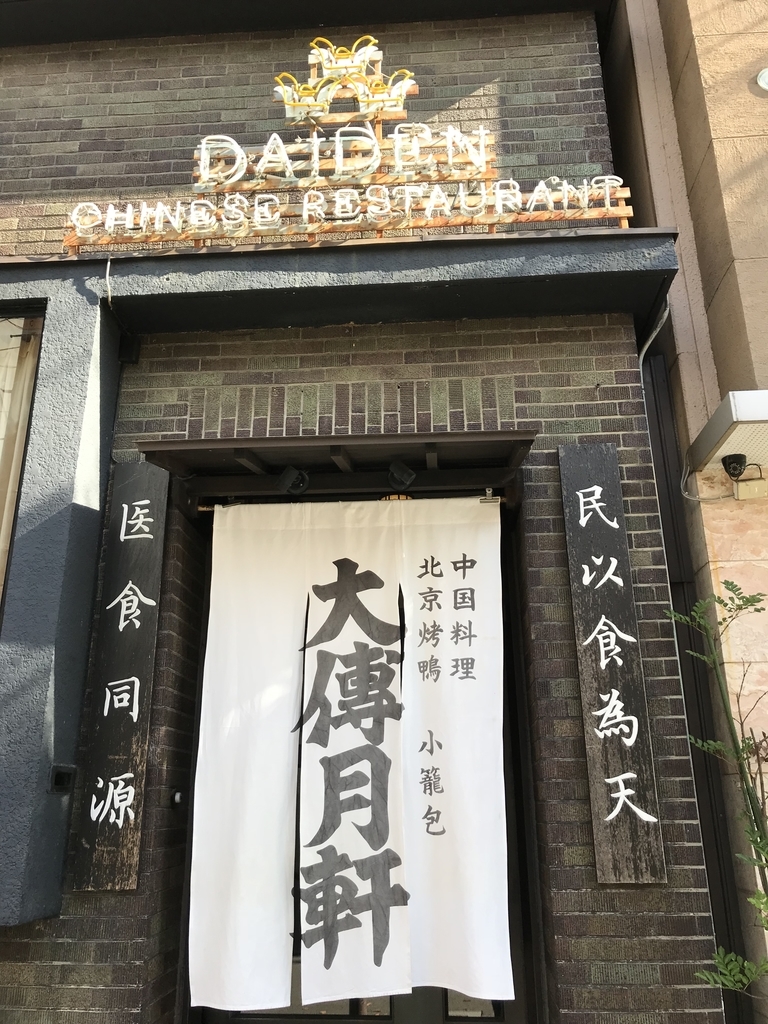 DAIDEN
CHINESE RESTAURANT
民以食為天
中国料理
北京烤鴨 小籠包
大傳月軒
医食同源